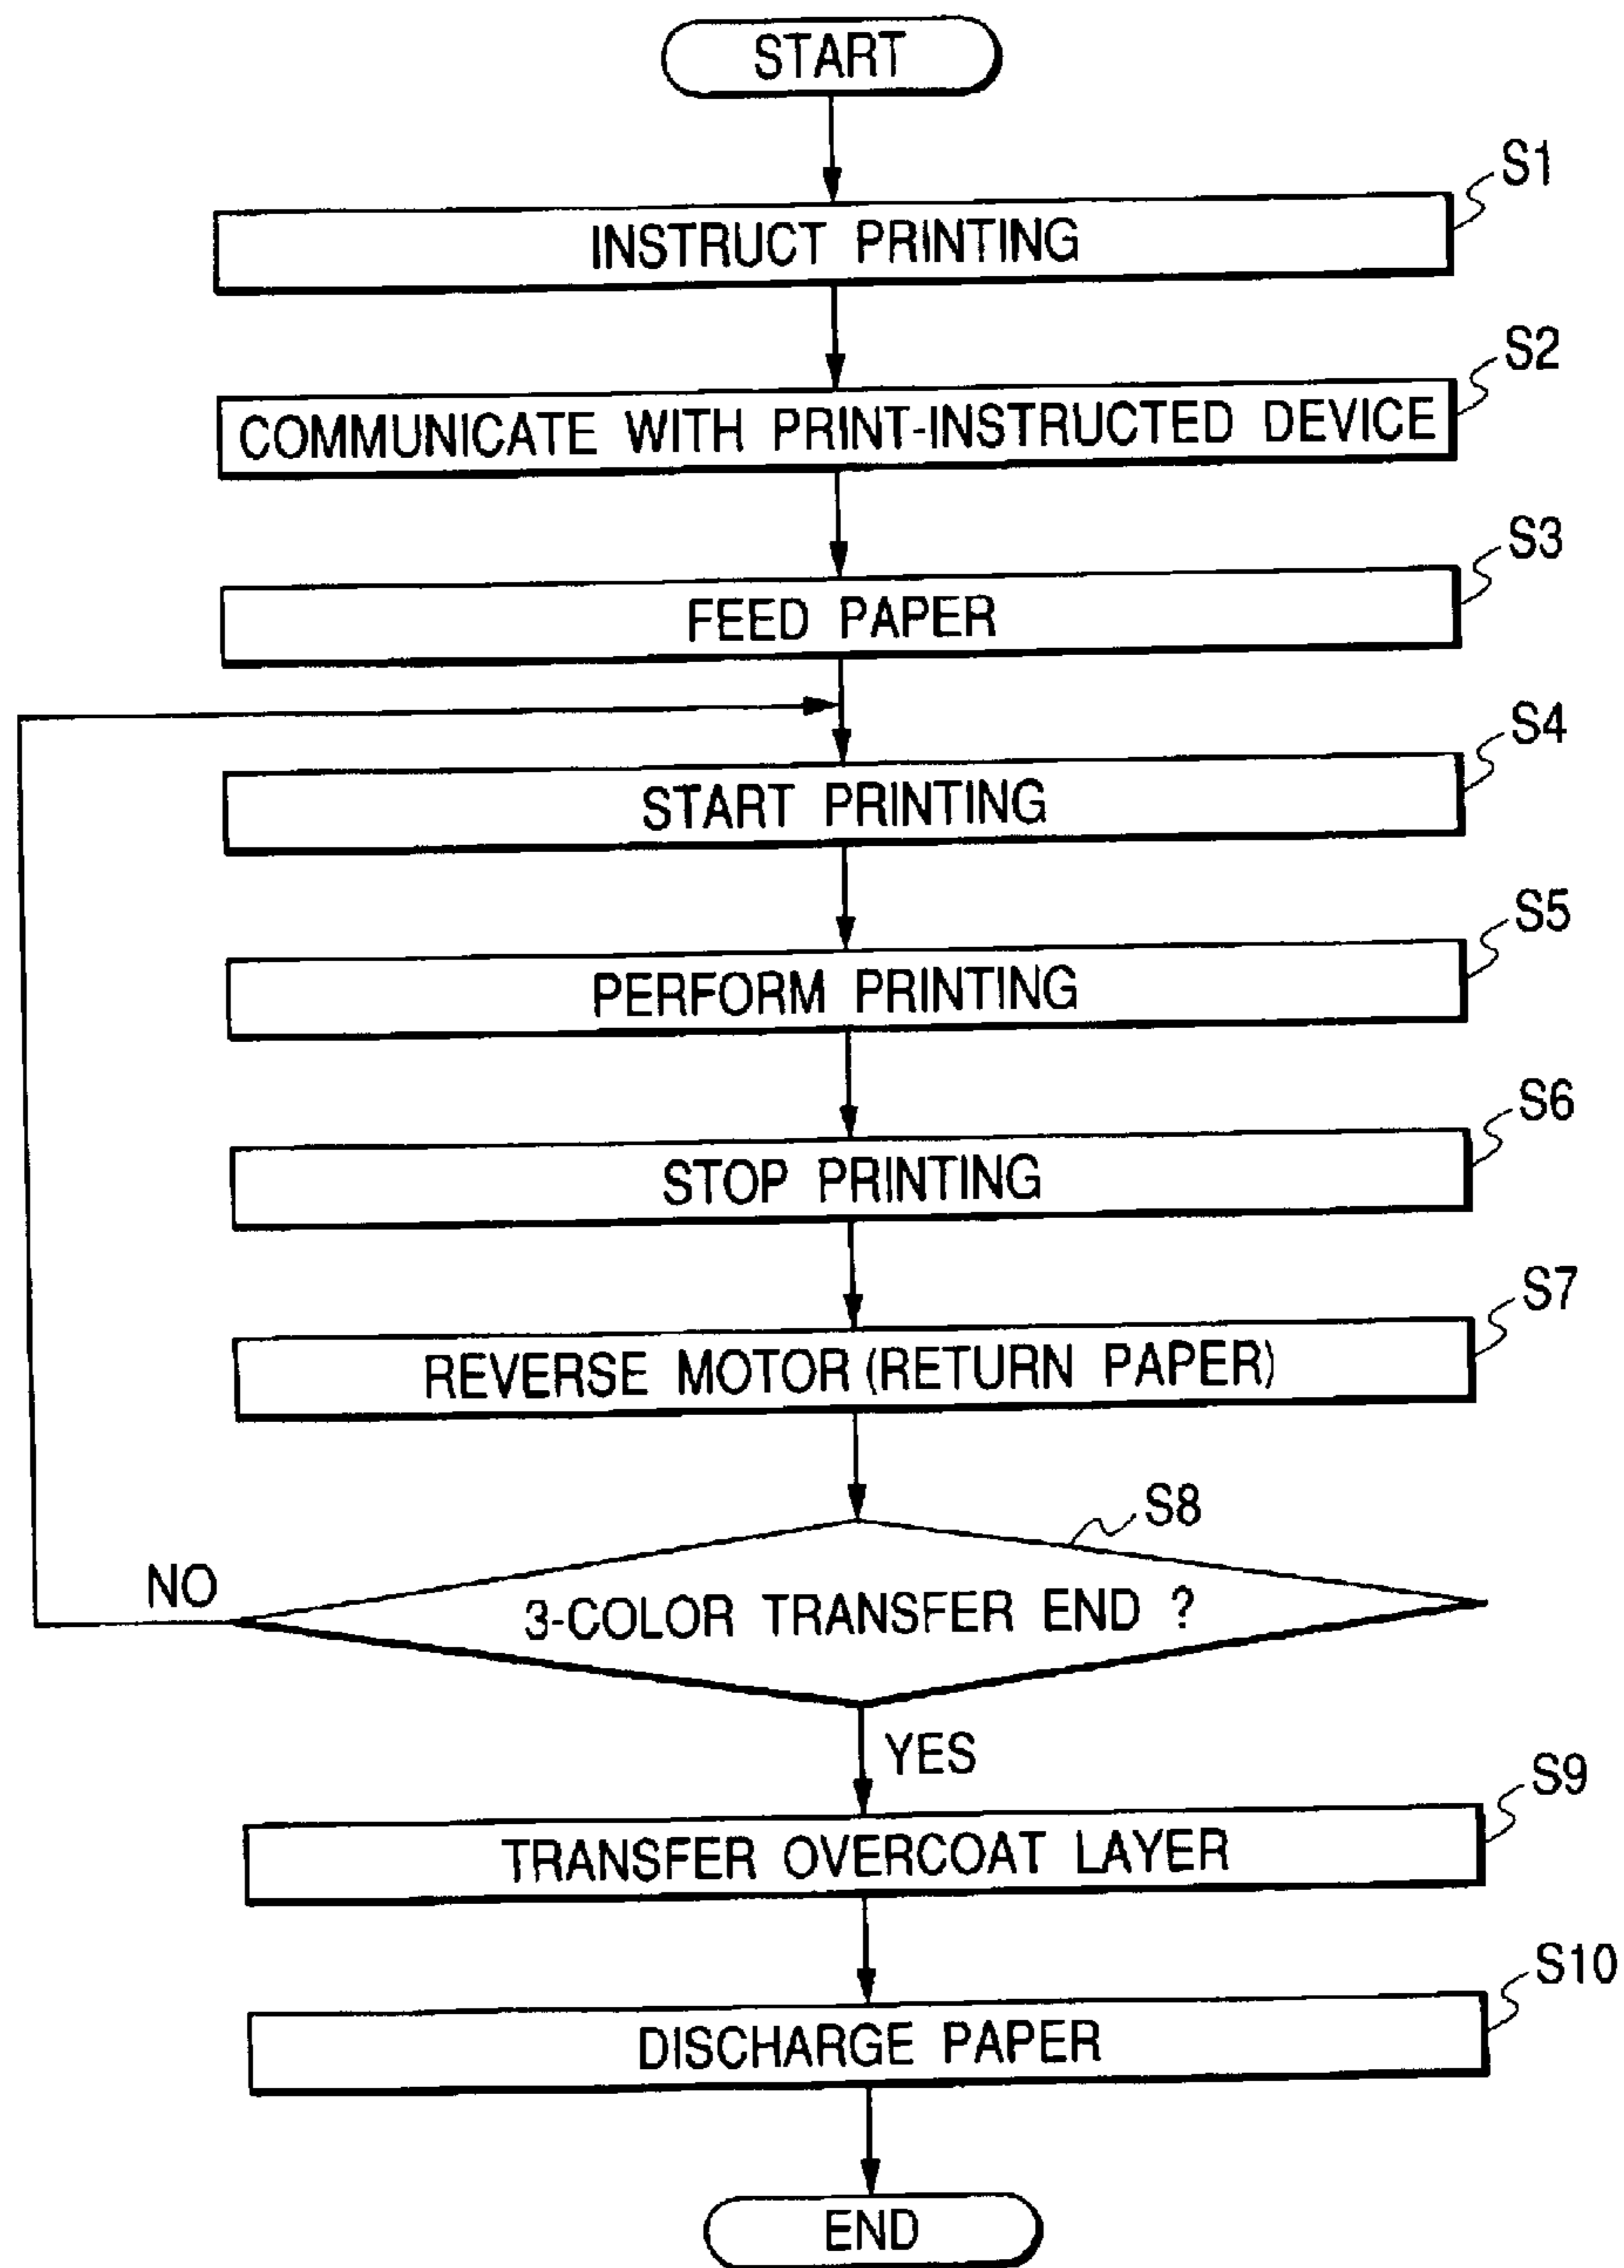 START
S1
INSTRUCT PRINTING
S2
COMMUNICATE WITH PRINT-INSTRUCTED DEVICE
S3
FEED PAPER
S4
START PRINTING
S5
PERFORM PRINTING
S6
STOP PRINTING
S7
REVERSE MOTOR (RETURN PAPER)
S8
NO
3-COLOR TRANSFER END ?
YES
S9
TRANSFER OVERCOAT LAYER
S10
DISCHARGE PAPER
END